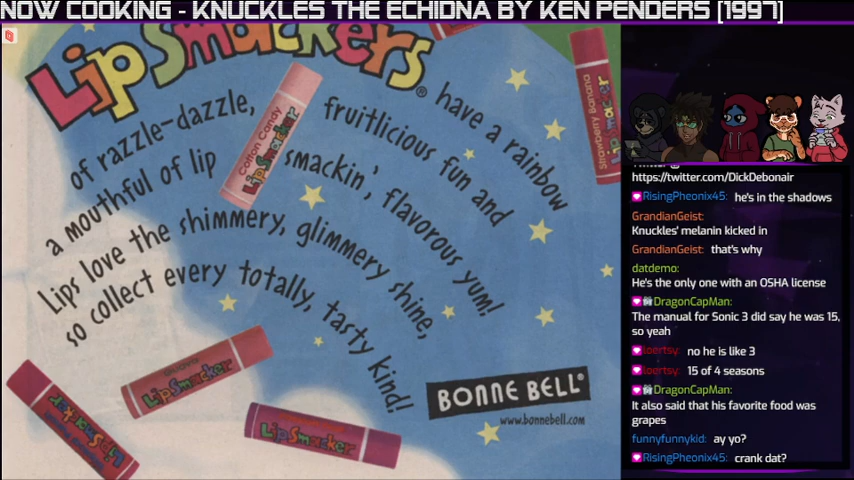 NOW COOKING - KNUCKLES THE ECHIDNA BY KEN PENDERS [1997]
Lip Smackers®
have a rainbow
of razzle-dazzle,
fruitlicious fun and
a mouthful of lip
smackin', flavorous yum!
Lips love the shimmery, glimmery shine,
so collect every totally, tasty kind!
Cotton Candy
Lip Smacker
Strawberry Banana
Guava
Lip Smacker
Lip Smacker
Lip Smacker
BONNE BELL®
www.bonnebell.com
https://twitter.com/DickDebonair
RisingPheonix45: he's in the shadows
GrandianGeist:
Knuckles' melanin kicked in
GrandianGeist: that's why
datdemo:
He's the only one with an OSHA license
DragonCapMan:
The manual for Sonic 3 did say he was 15,
so yeah
loertsy: no he is like 3
loertsy: 15 of 4 seasons
DragonCapMan:
It also said that his favorite food was
grapes
funnyfunnykid: ay yo?
RisingPheonix45: crank dat?